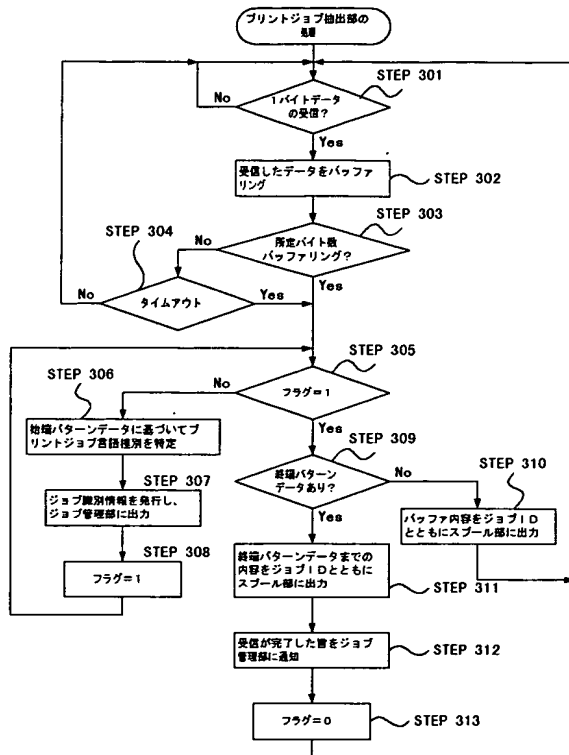 プリントジョブ抽出部の
処理
STEP 301
1バイトデータ
の受信?
No
Yes
受信したデータをバッファ
リング
STEP 302
STEP 303
所定バイト数
バッファリング?
No
Yes
STEP 304
タイムアウト
No
Yes
STEP 305
フラグ=1
No
Yes
STEP 306
始端パターンデータに基づいてプ
リントジョブ言語種別を特定
STEP 307
ジョブ識別情報を発行し、
ジョブ管理部に出力
STEP 308
フラグ=1
STEP 309
終端パターン
データあり?
No
Yes
STEP 310
バッファ内容をジョブID
とともにスプール部に出力
終端パターンデータまでの
内容をジョブIDとともに
スプール部に出力
STEP 311
受信が完了した旨をジョブ
管理部に通知
STEP 312
フラグ=0
STEP 313